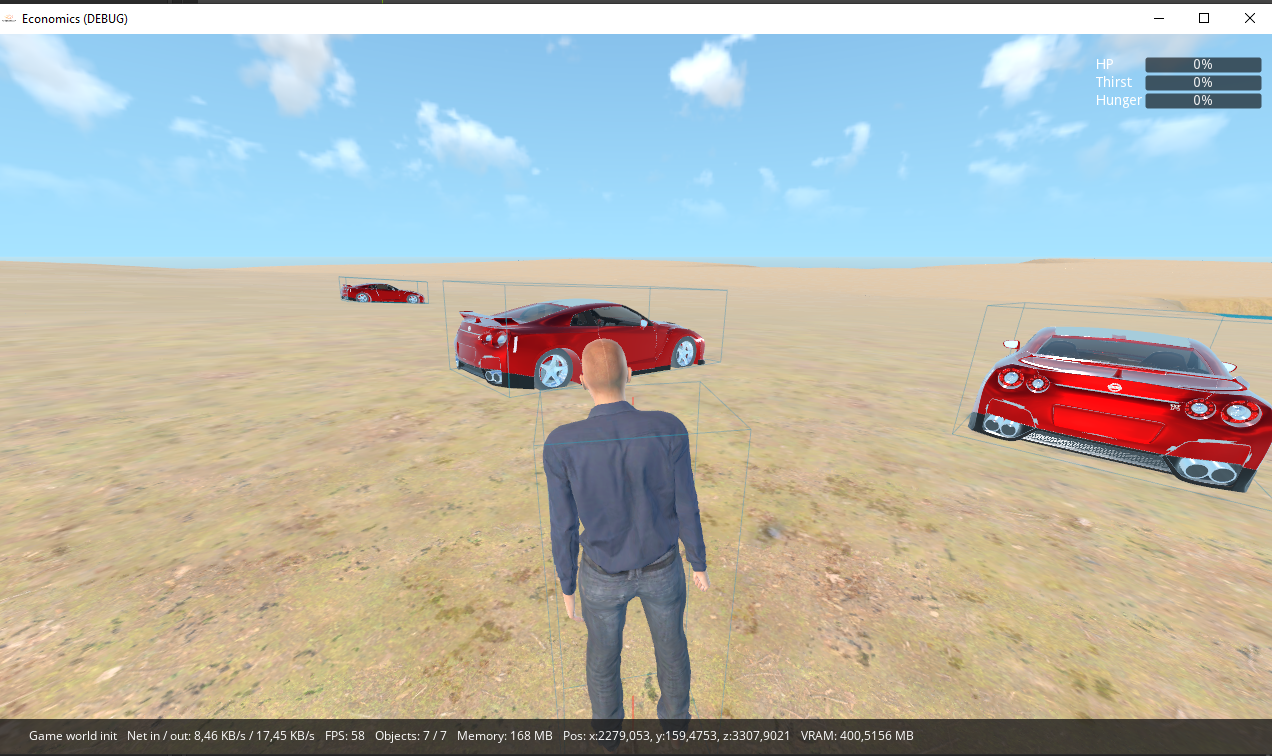 Economics (DEBUG)
HP 0%
Thirst 0%
Hunger 0%
Game world init Net in / out: 8,46 KB/s / 17,45 KB/s FPS: 58 Objects: 7 / 7 Memory: 168 MB Pos: x:2279,053, y:159,4753, z:3307,9021 VRAM: 400,5156 MB